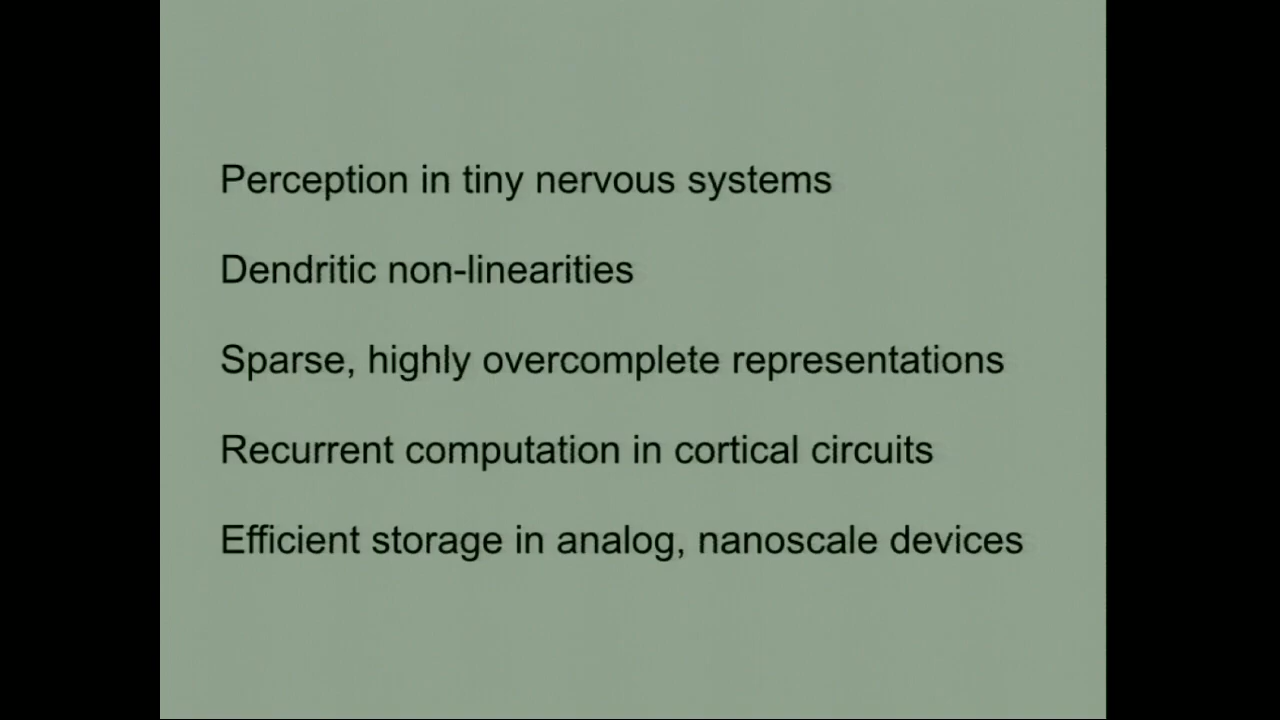 Perception in tiny nervous systems
Dendritic non-linearities
Sparse, highly overcomplete representations
Recurrent computation in cortical circuits
Efficient storage in analog, nanoscale devices